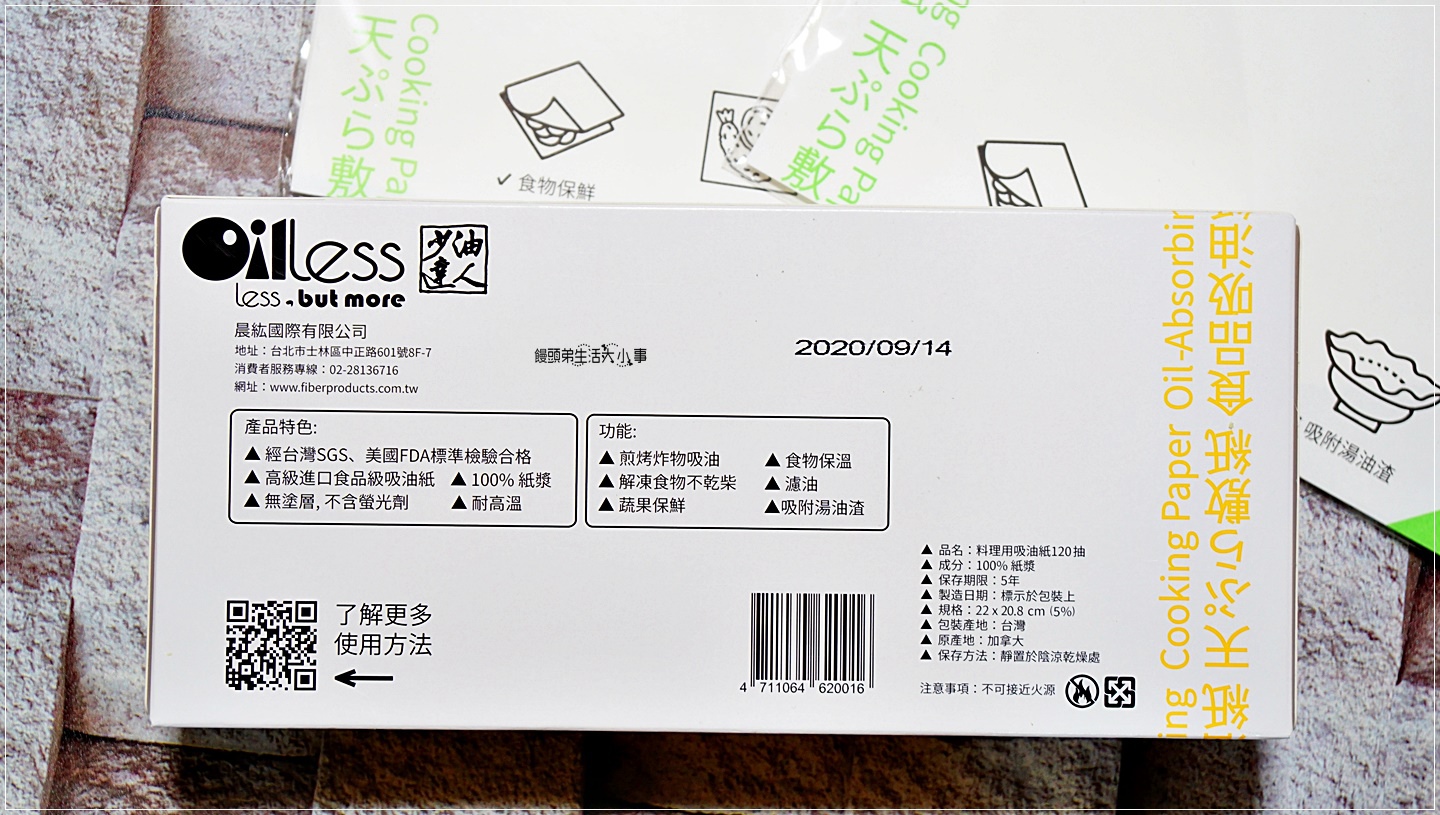 Cooking Pa
天ぷら敷
✓ 食物保鮮
ng Cooking Pa
天ぷら敷
吸附湯油渣
Oilless
less, but more
少油達人
晨紘國際有限公司
地址：台北市士林區中正路601號8F-7
消費者服務專線：02-28136716
網址：www.fiberproducts.com.tw
饅頭弟生活大小事
2020/09/14
產品特色:
▲ 經台灣SGS、美國FDA標準檢驗合格
▲ 高級進口食品級吸油紙 ▲ 100% 紙漿
▲ 無塗層, 不含螢光劑 ▲ 耐高溫
功能:
▲ 煎烤炸物吸油 ▲ 食物保溫
▲ 解凍食物不乾柴 ▲ 濾油
▲ 蔬果保鮮 ▲吸附湯油渣
了解更多
使用方法
4 711064 620016
▲ 品名：料理用吸油紙120抽
▲ 成分：100% 紙漿
▲ 保存期限：5年
▲ 製造日期：標示於包裝上
▲ 規格：22 x 20.8 cm (5%)
▲ 包裝產地：台灣
▲ 原產地：加拿大
▲ 保存方法：靜置於陰涼乾燥處
注意事項：不可接近火源
ing Cooking Paper Oil-Absorbin
紙 天ぷら敷紙 食品吸油